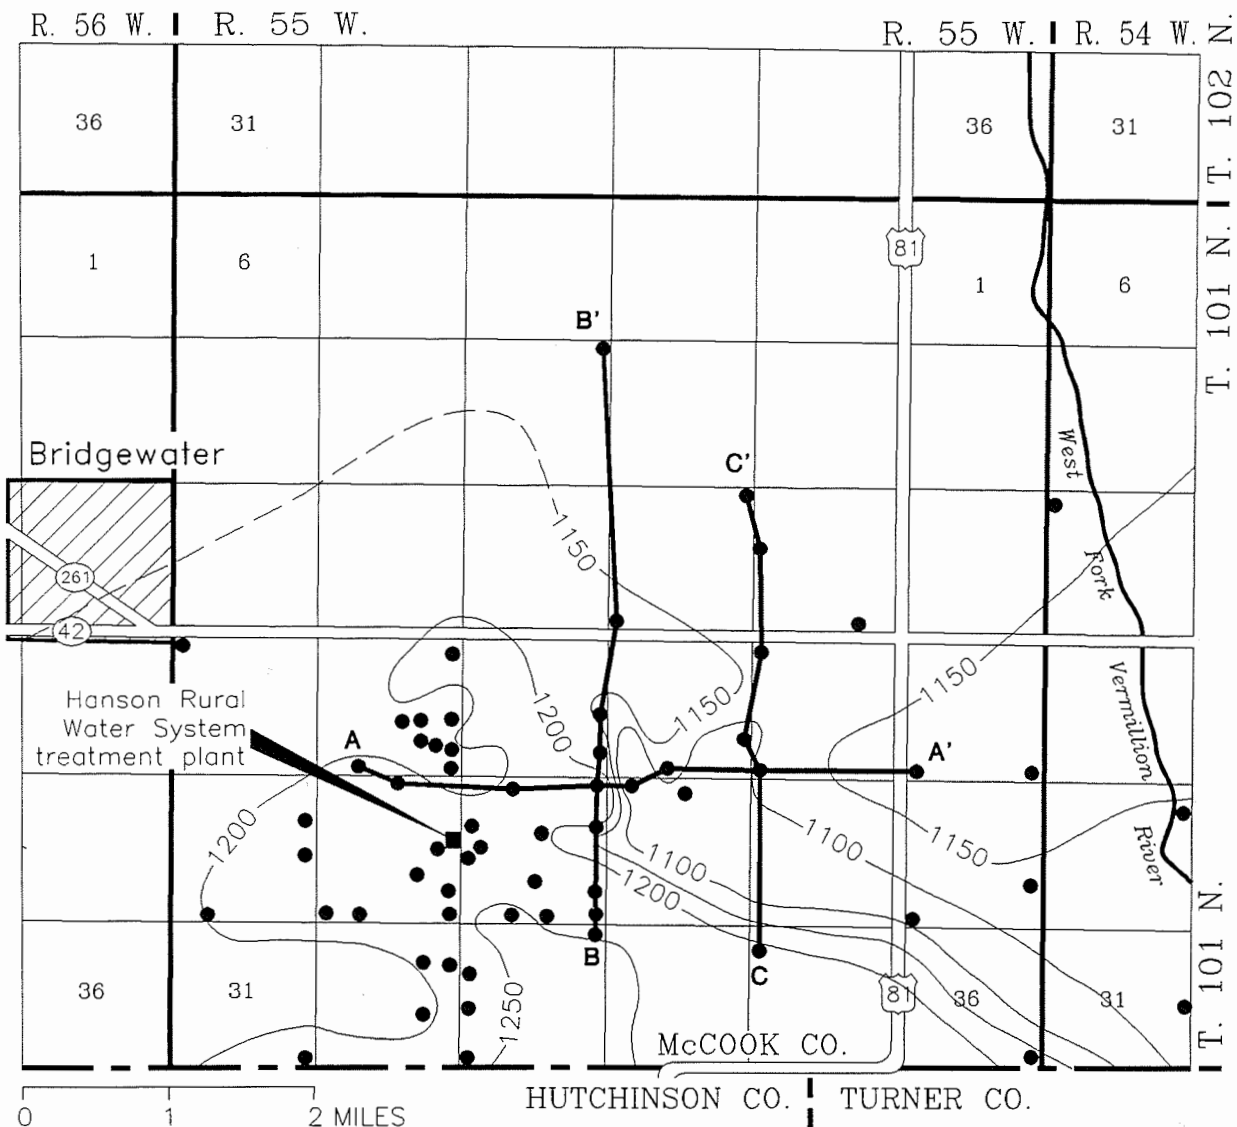 R. 56 W. R. 55 W. R. 55 W. R. 54 W.
T. 102 N.
36 31 36 31
T. 101 N.
1 6 1 6
B'
Bridgewater
C'
West
1150
261
Fork
42
Hanson Rural
Water System
treatment plant
Vermillion
1150
1200
1150
A
A'
1200
1100
1150
River
1100
1200
B
C
T. 101 N.
36 31 1250 81 36 31
81
McCOOK CO.
HUTCHINSON CO. TURNER CO.
0 1 2 MILES